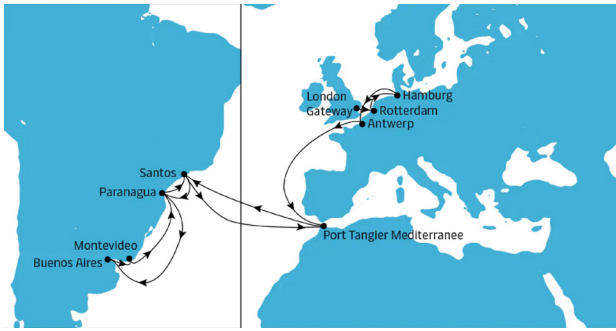 London
Gateway
Hamburg
Rotterdam
Antwerp
Santos
Paranagua
Port Tangier Mediterranee
Montevideo
Buenos Aires